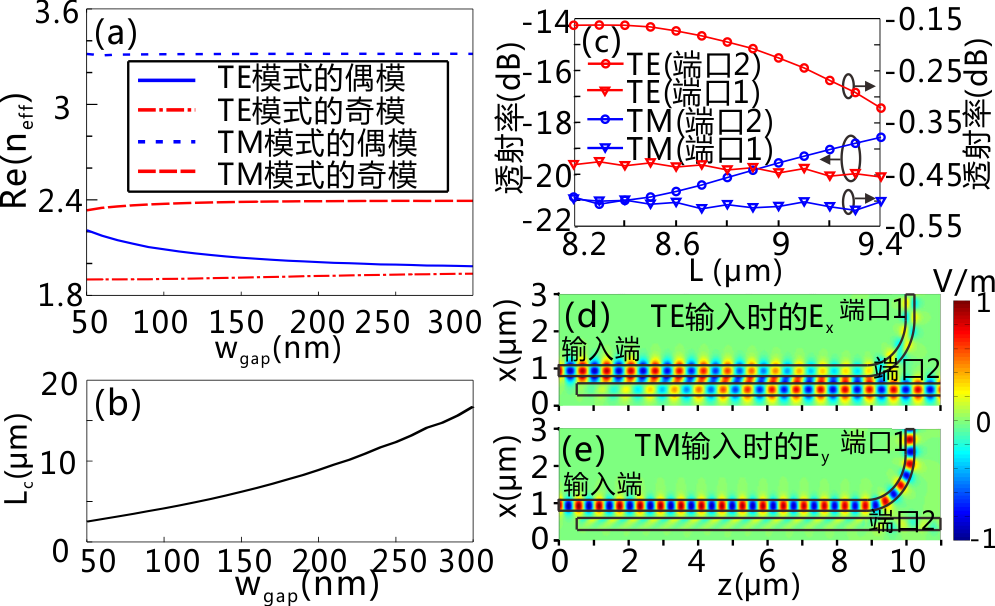 (a)
3.6
3
2.4
1.8
Re(n_eff)
TE模式的偶模
TE模式的奇模
TM模式的偶模
TM模式的奇模
50 100 150 200 250 300
w_gap(nm)
(b)
20
10
0
L_c(μm)
50 100 150 200 250 300
w_gap(nm)
(c)
-14
-16
-18
-20
-22
透射率(dB)
TE(端口2)
TE(端口1)
TM(端口2)
TM(端口1)
-0.15
-0.25
-0.35
-0.45
-0.55
透射率(dB)
8.2 8.6 9 9.4
L (μm)
V/m
1
0
-1
(d)
TE输入时的E_x
端口1
输入端
端口2
3
2
1
0
x(μm)
(e)
TM输入时的E_y
端口1
输入端
端口2
3
2
1
0
x(μm)
0 2 4 6 8 10
z(μm)